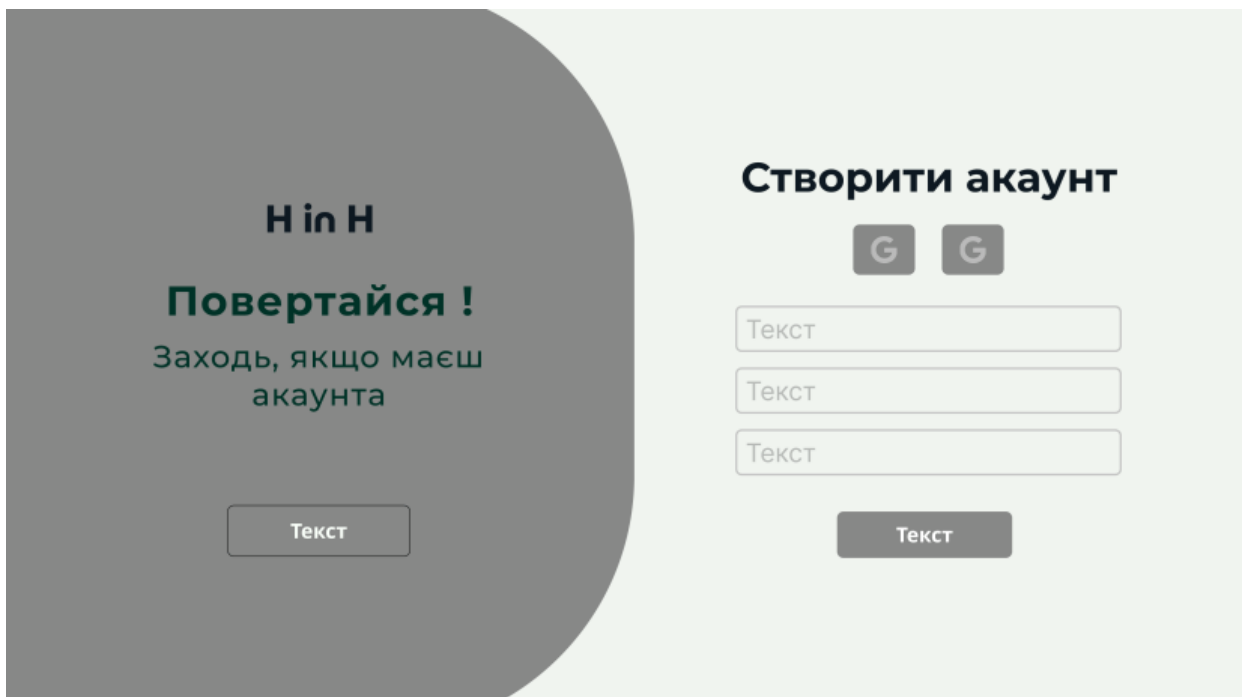 H in H
Повертайся !
Заходь, якщо маєш
акаунта
Текст
Створити акаунт
G G
Текст
Текст
Текст
Текст